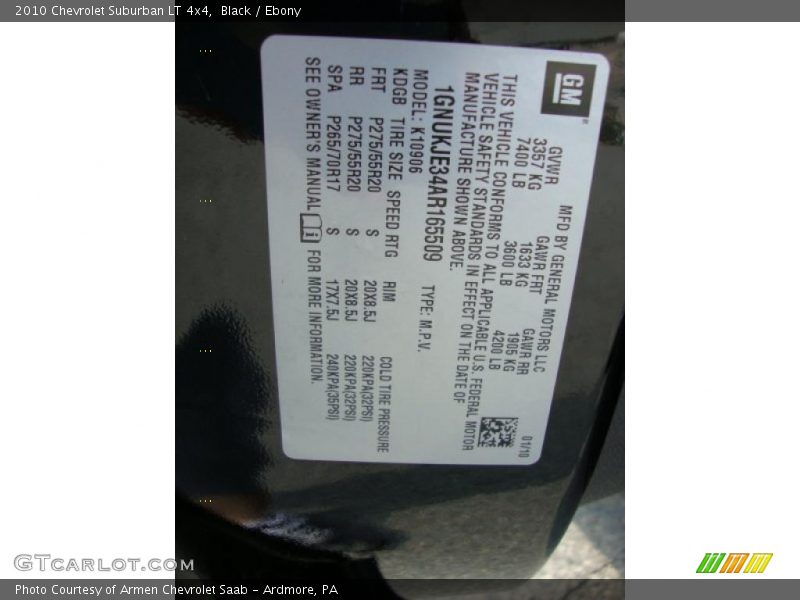 2010 Chevrolet Suburban LT 4x4, Black / Ebony
GM
MFD BY GENERAL MOTORS LLC
01/10
GVWR GAWR FRT GAWR RR
3357 KG 1633 KG 1905 KG
7400 LB 3600 LB 4200 LB
THIS VEHICLE CONFORMS TO ALL APPLICABLE U.S. FEDERAL MOTOR
VEHICLE SAFETY STANDARDS IN EFFECT ON THE DATE OF
MANUFACTURE SHOWN ABOVE.
1GNUKJE34AR165509 TYPE: M.P.V.
MODEL: K10906
KDGB TIRE SIZE SPEED RTG RIM COLD TIRE PRESSURE
FRT P275/55R20 S 20X8.5J 220KPA(32PSI)
RR P275/55R20 S 20X8.5J 220KPA(32PSI)
SPA P265/70R17 S 17X7.5J 240KPA(35PSI)
SEE OWNER'S MANUAL i FOR MORE INFORMATION.
GTcarlot.com
Photo Courtesy of Armen Chevrolet Saab - Ardmore, PA